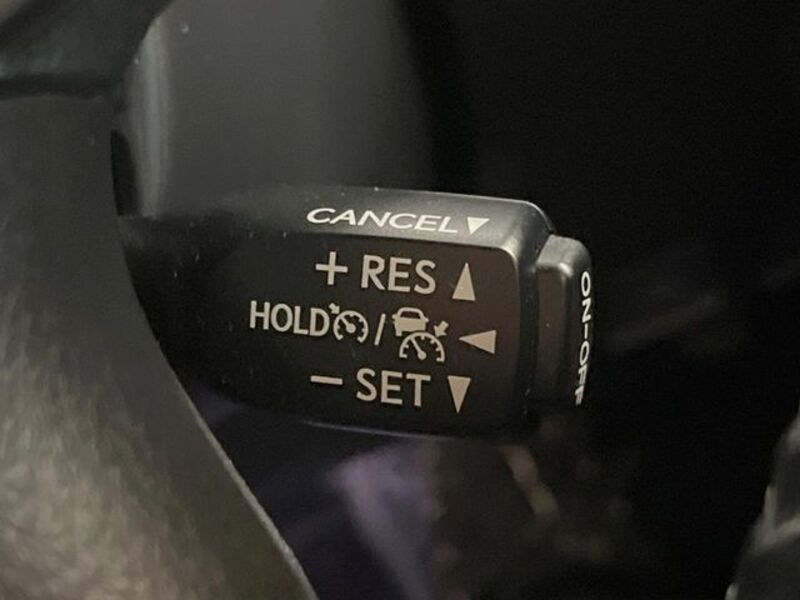 CANCEL
+ RES
HOLD /
- SET
ON-OFF